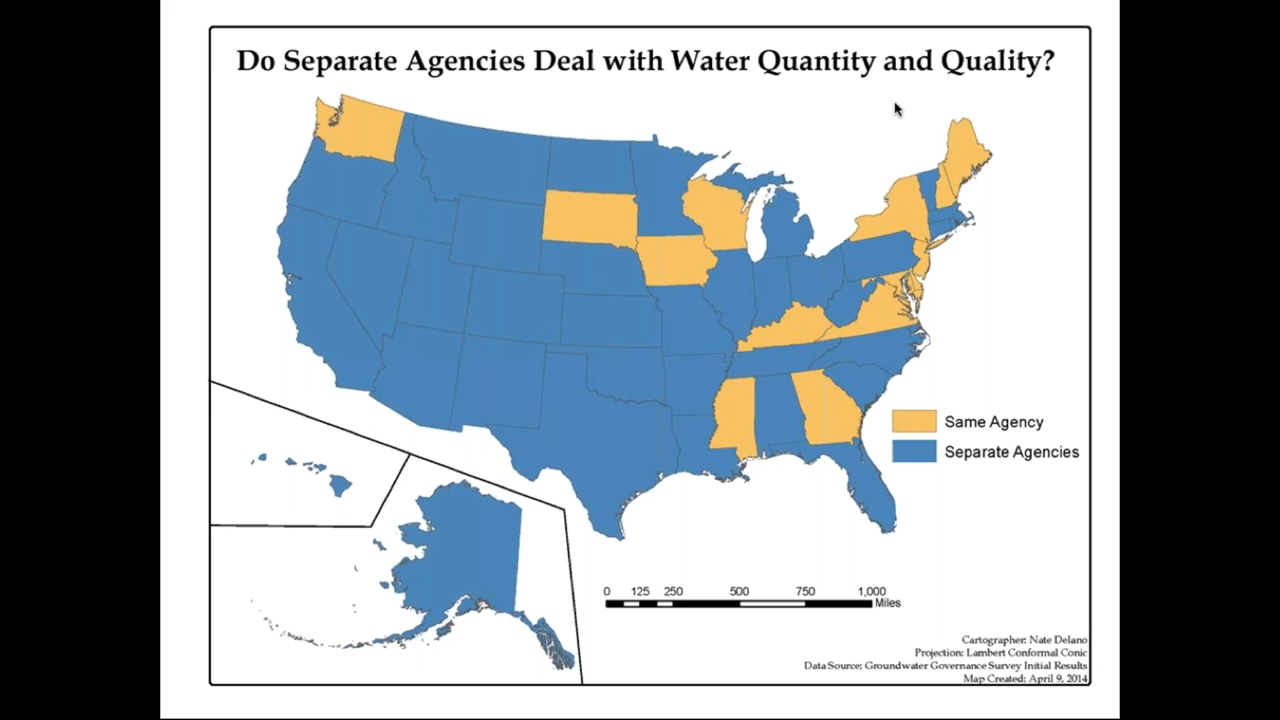 Do Separate Agencies Deal with Water Quantity and Quality?
Same Agency
Separate Agencies
0 125 250 500 750 1,000
Miles
Cartographer: Nate Delano
Projection: Lambert Conformal Conic
Data Source: Groundwater Governance Survey Initial Results
Map Created: April 9, 2014